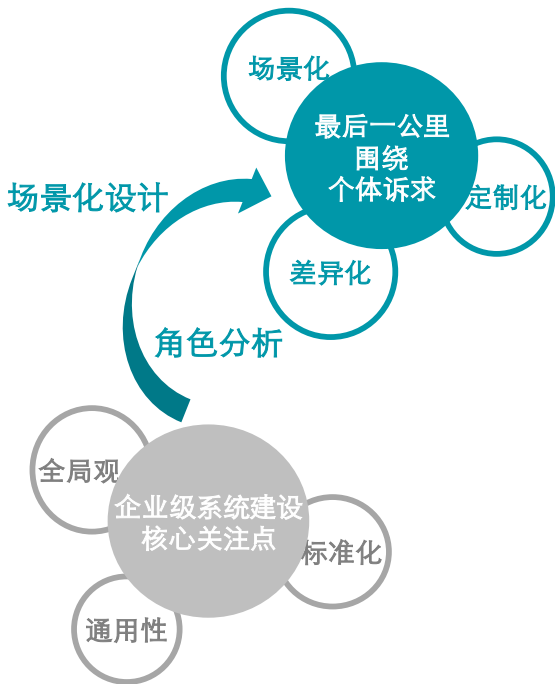 场景化
最后一公里
围绕
个体诉求
定制化
场景化设计
差异化
角色分析
全局观
企业级系统建设
核心关注点
标准化
通用性